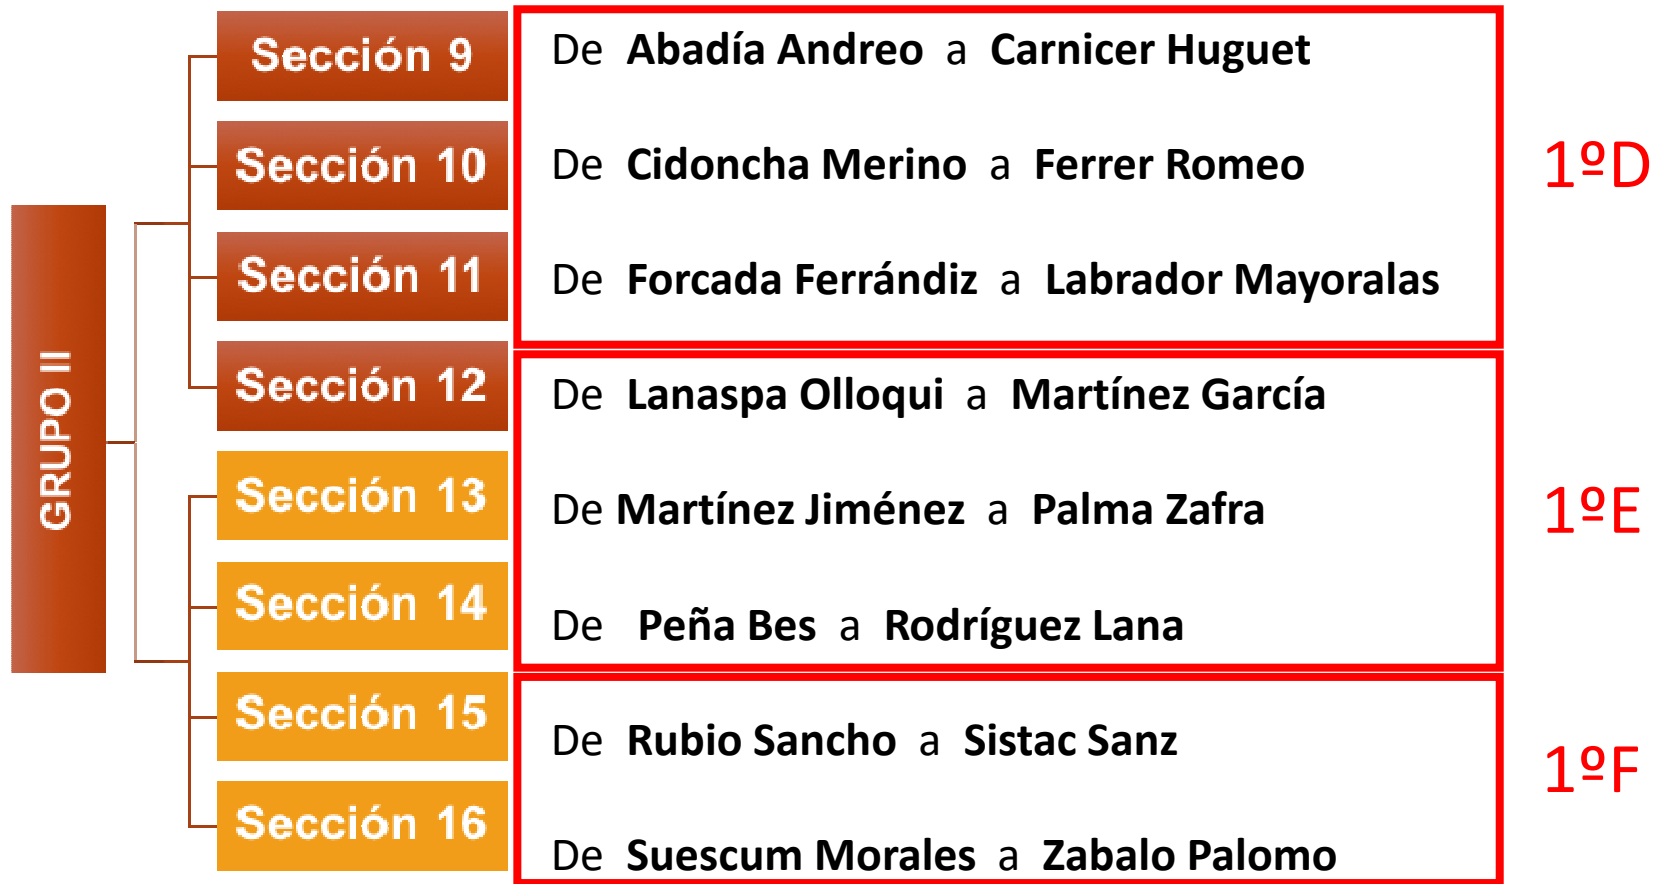 Sección 9
De Abadía Andreo a Carnicer Huguet
Sección 10
De Cidoncha Merino a Ferrer Romeo
1ºD
Sección 11
De Forcada Ferrándiz a Labrador Mayoralas
GRUPO II
Sección 12
De Lanaspa Olloqui a Martínez García
Sección 13
De Martínez Jiménez a Palma Zafra
1ºE
Sección 14
De Peña Bes a Rodríguez Lana
Sección 15
De Rubio Sancho a Sistac Sanz
1ºF
Sección 16
De Suescum Morales a Zabalo Palomo